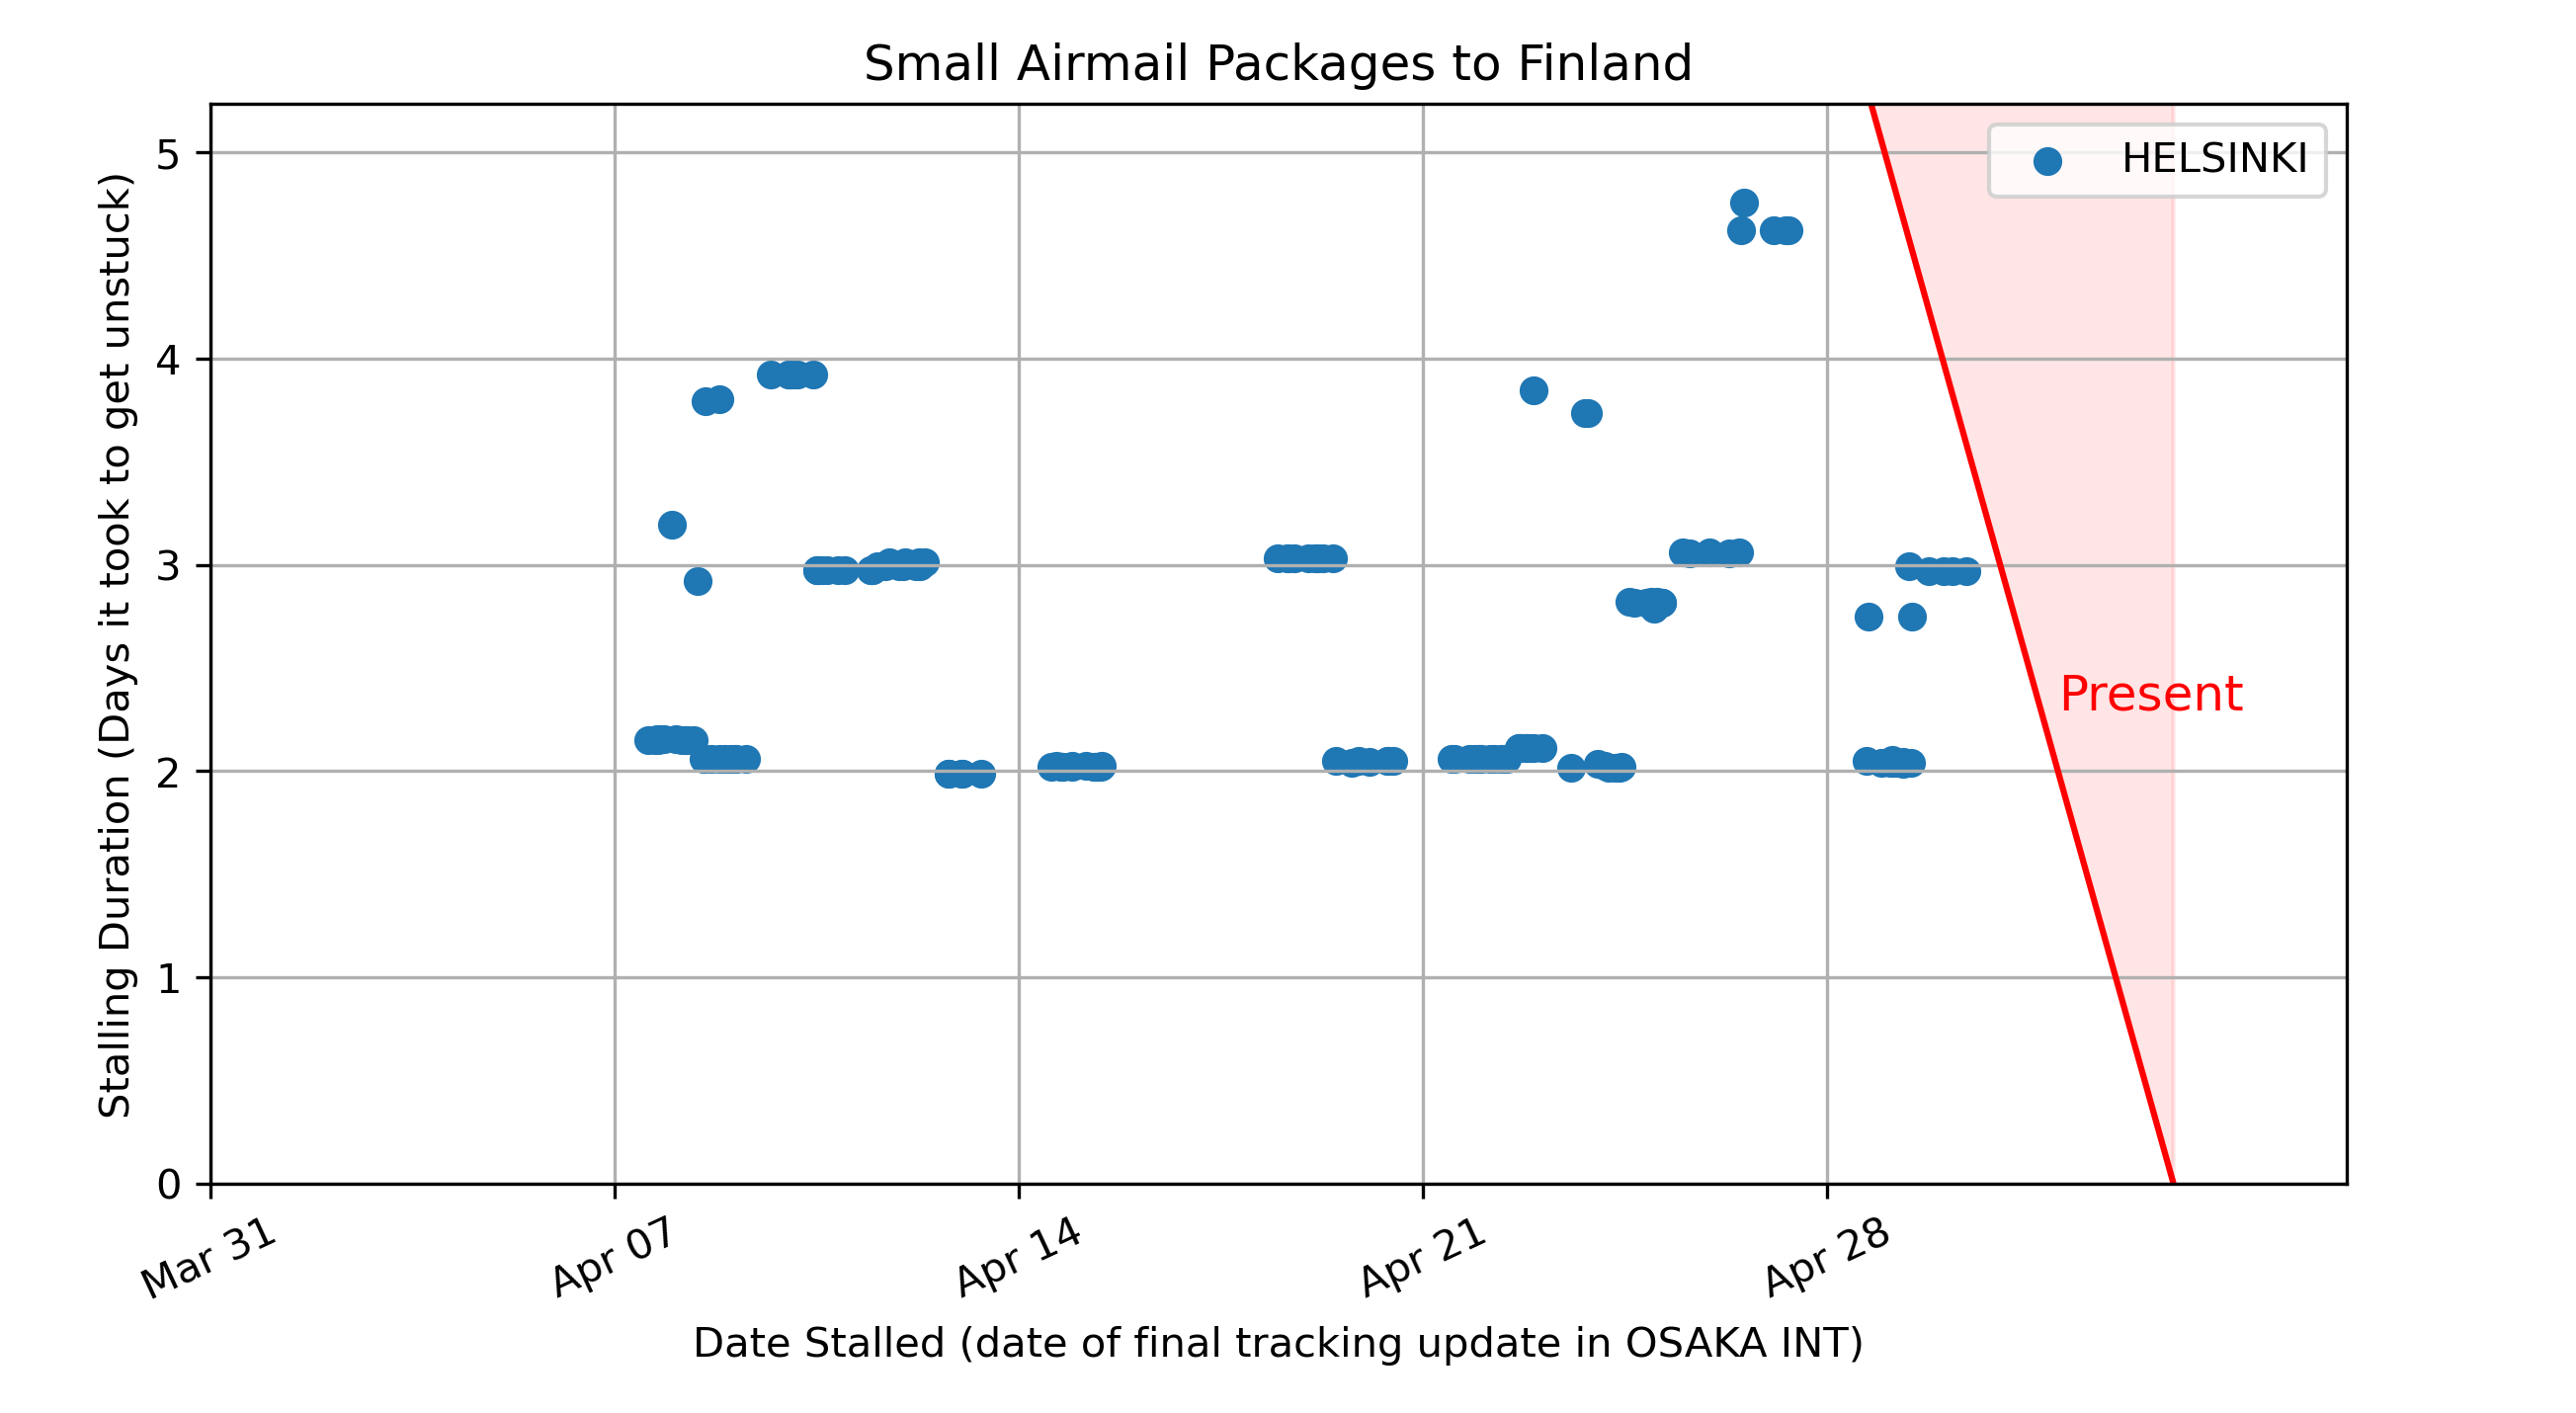 Small Airmail Packages to Finland
HELSINKI
Stalling Duration (Days it took to get unstuck)
5
4
3
2
1
0
Present
Mar 31
Apr 07
Apr 14
Apr 21
Apr 28
Date Stalled (date of final tracking update in OSAKA INT)